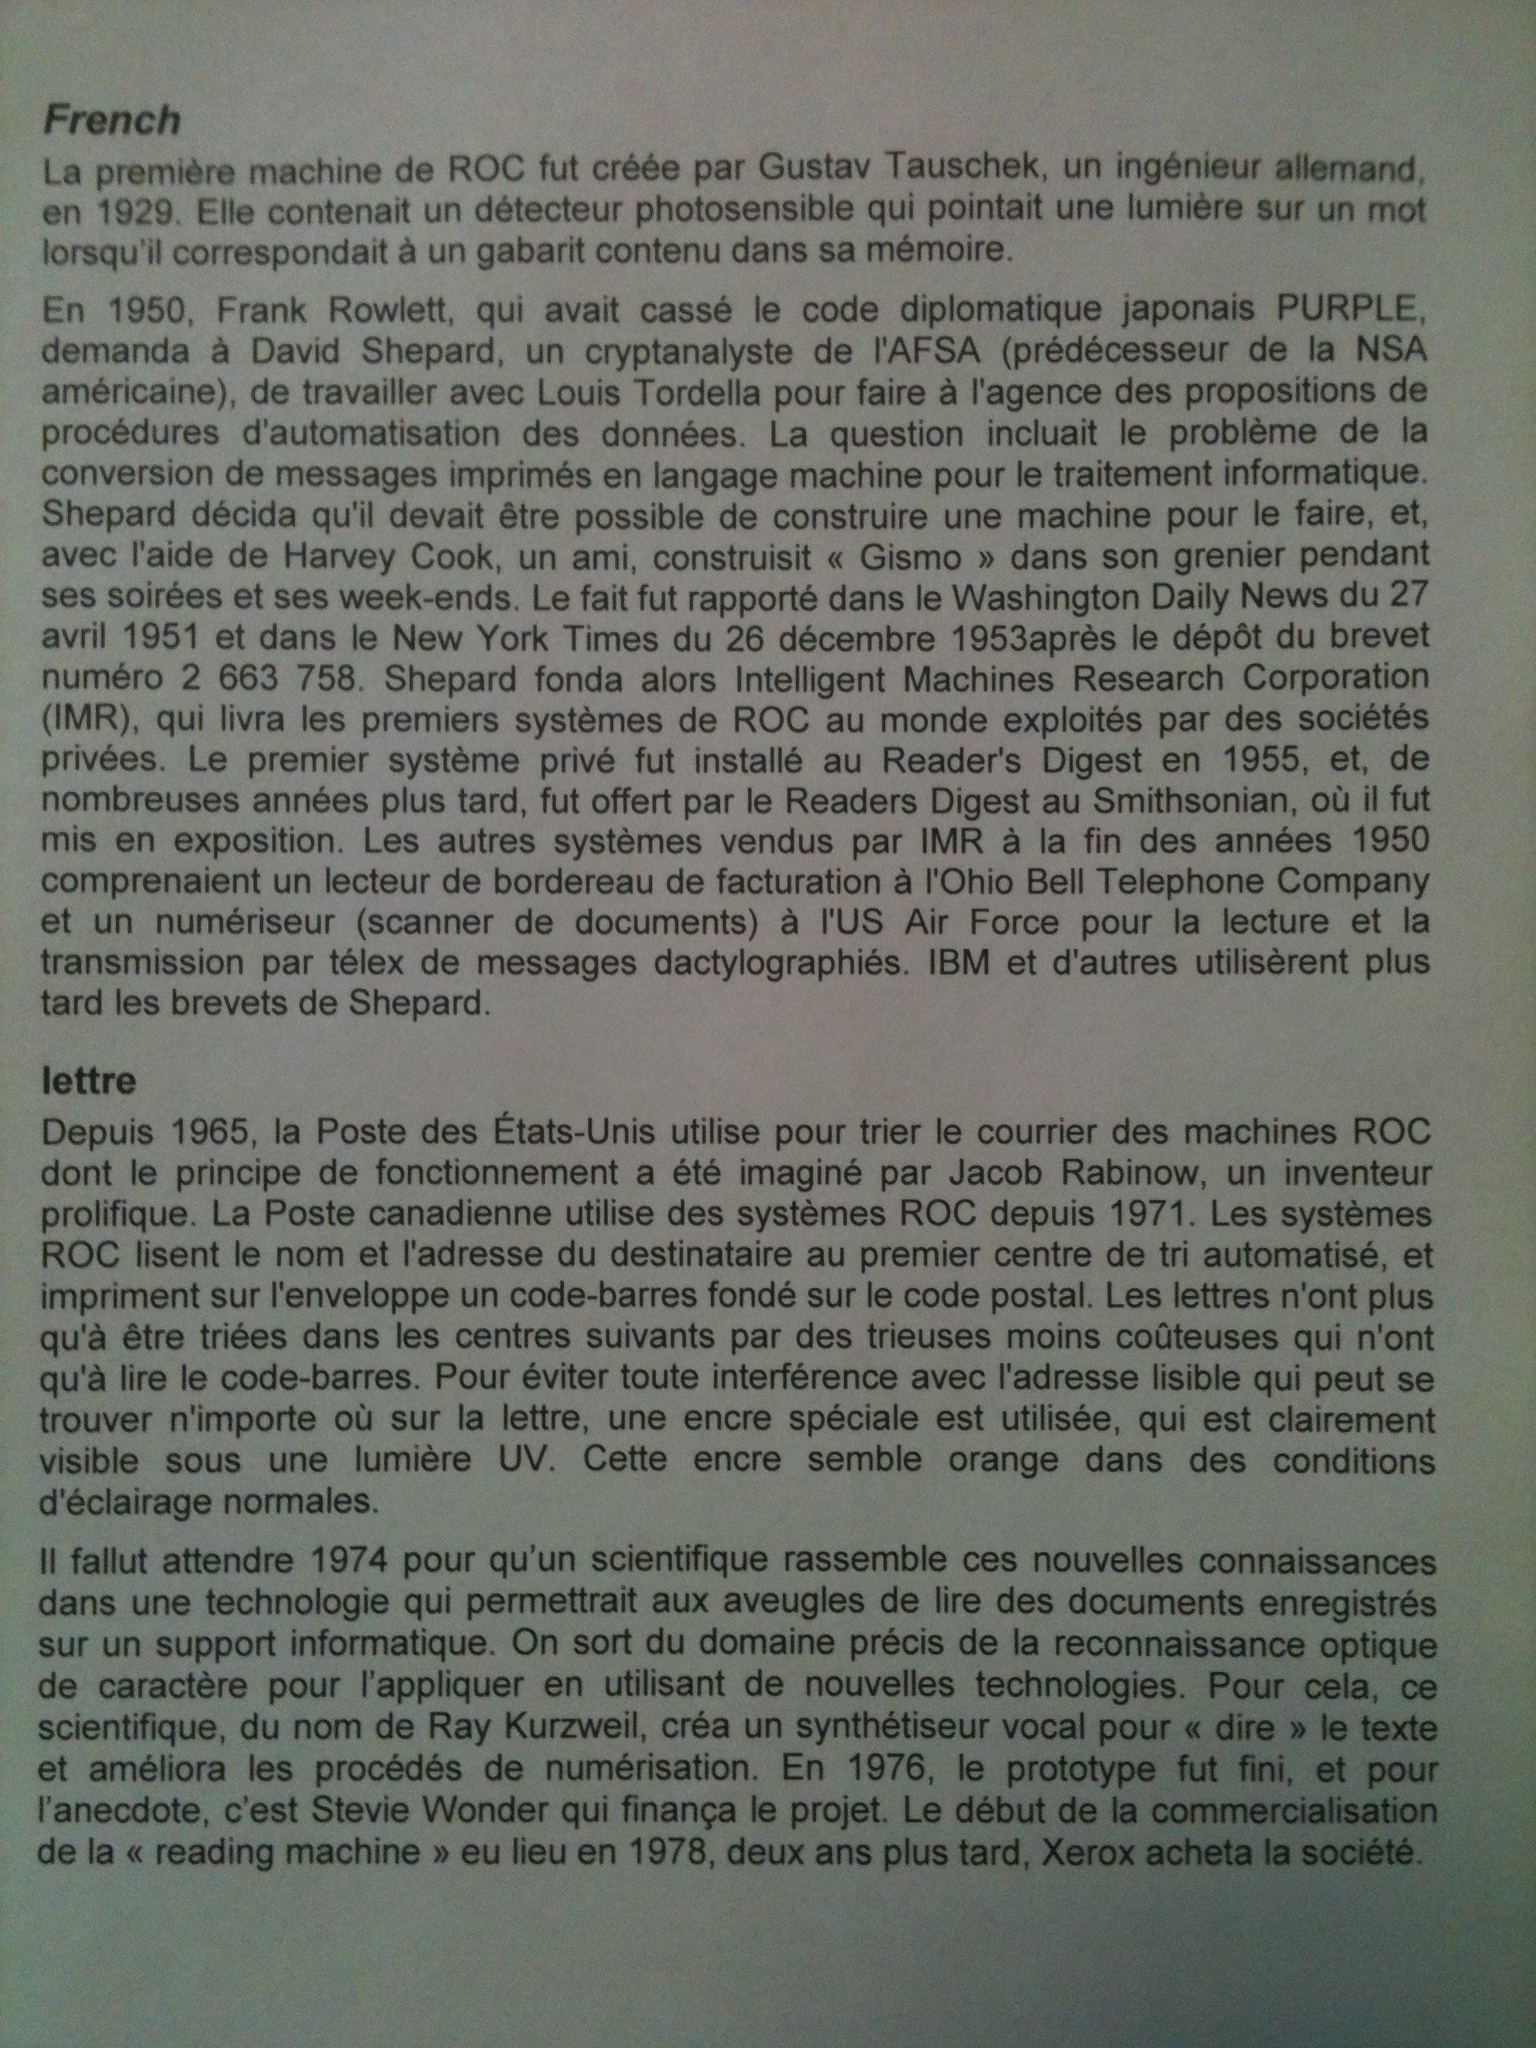 French
La première machine de ROC fut créée par Gustav Tauschek, un ingénieur allemand,
en 1929. Elle contenait un détecteur photosensible qui pointait une lumière sur un mot
lorsqu'il correspondait à un gabarit contenu dans sa mémoire.
En 1950, Frank Rowlett, qui avait cassé le code diplomatique japonais PURPLE,
demanda à David Shepard, un cryptanalyste de l'AFSA (prédécesseur de la NSA
américaine), de travailler avec Louis Tordella pour faire à l'agence des propositions de
procédures d'automatisation des données. La question incluait le problème de la
conversion de messages imprimés en langage machine pour le traitement informatique.
Shepard décida qu'il devait être possible de construire une machine pour le faire, et,
avec l'aide de Harvey Cook, un ami, construisit « Gismo » dans son grenier pendant
ses soirées et ses week-ends. Le fait fut rapporté dans le Washington Daily News du 27
avril 1951 et dans le New York Times du 26 décembre 1953après le dépôt du brevet
numéro 2 663 758. Shepard fonda alors Intelligent Machines Research Corporation
(IMR), qui livra les premiers systèmes de ROC au monde exploités par des sociétés
privées. Le premier système privé fut installé au Reader's Digest en 1955, et, de
nombreuses années plus tard, fut offert par le Readers Digest au Smithsonian, où il fut
mis en exposition. Les autres systèmes vendus par IMR à la fin des années 1950
comprenaient un lecteur de bordereau de facturation à l'Ohio Bell Telephone Company
et un numériseur (scanner de documents) à l'US Air Force pour la lecture et la
transmission par télex de messages dactylographiés. IBM et d'autres utilisèrent plus
tard les brevets de Shepard.
lettre
Depuis 1965, la Poste des États-Unis utilise pour trier le courrier des machines ROC
dont le principe de fonctionnement a été imaginé par Jacob Rabinow, un inventeur
prolifique. La Poste canadienne utilise des systèmes ROC depuis 1971. Les systèmes
ROC lisent le nom et l'adresse du destinataire au premier centre de tri automatisé, et
impriment sur l'enveloppe un code-barres fondé sur le code postal. Les lettres n'ont plus
qu'à être triées dans les centres suivants par des trieuses moins coûteuses qui n'ont
qu'à lire le code-barres. Pour éviter toute interférence avec l'adresse lisible qui peut se
trouver n'importe où sur la lettre, une encre spéciale est utilisée, qui est clairement
visible sous une lumière UV. Cette encre semble orange dans des conditions
d'éclairage normales.
Il fallut attendre 1974 pour qu’un scientifique rassemble ces nouvelles connaissances
dans une technologie qui permettrait aux aveugles de lire des documents enregistrés
sur un support informatique. On sort du domaine précis de la reconnaissance optique
de caractère pour l’appliquer en utilisant de nouvelles technologies. Pour cela, ce
scientifique, du nom de Ray Kurzweil, créa un synthétiseur vocal pour « dire » le texte
et améliora les procédés de numérisation. En 1976, le prototype fut fini, et pour
l’anecdote, c’est Stevie Wonder qui finança le projet. Le début de la commercialisation
de la « reading machine » eu lieu en 1978, deux ans plus tard, Xerox acheta la société.